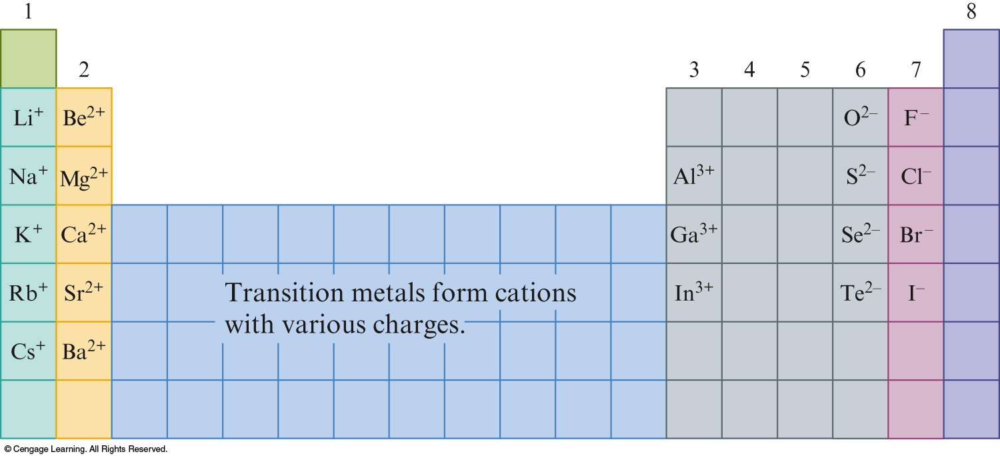 1 8
2 3 4 5 6 7
Li⁺ Be²⁺ O²⁻ F⁻
Na⁺ Mg²⁺ Al³⁺ S²⁻ Cl⁻
K⁺ Ca²⁺ Ga³⁺ Se²⁻ Br⁻
Rb⁺ Sr²⁺ In³⁺ Te²⁻ I⁻
Transition metals form cations
with various charges.
Cs⁺ Ba²⁺
© Cengage Learning. All Rights Reserved.